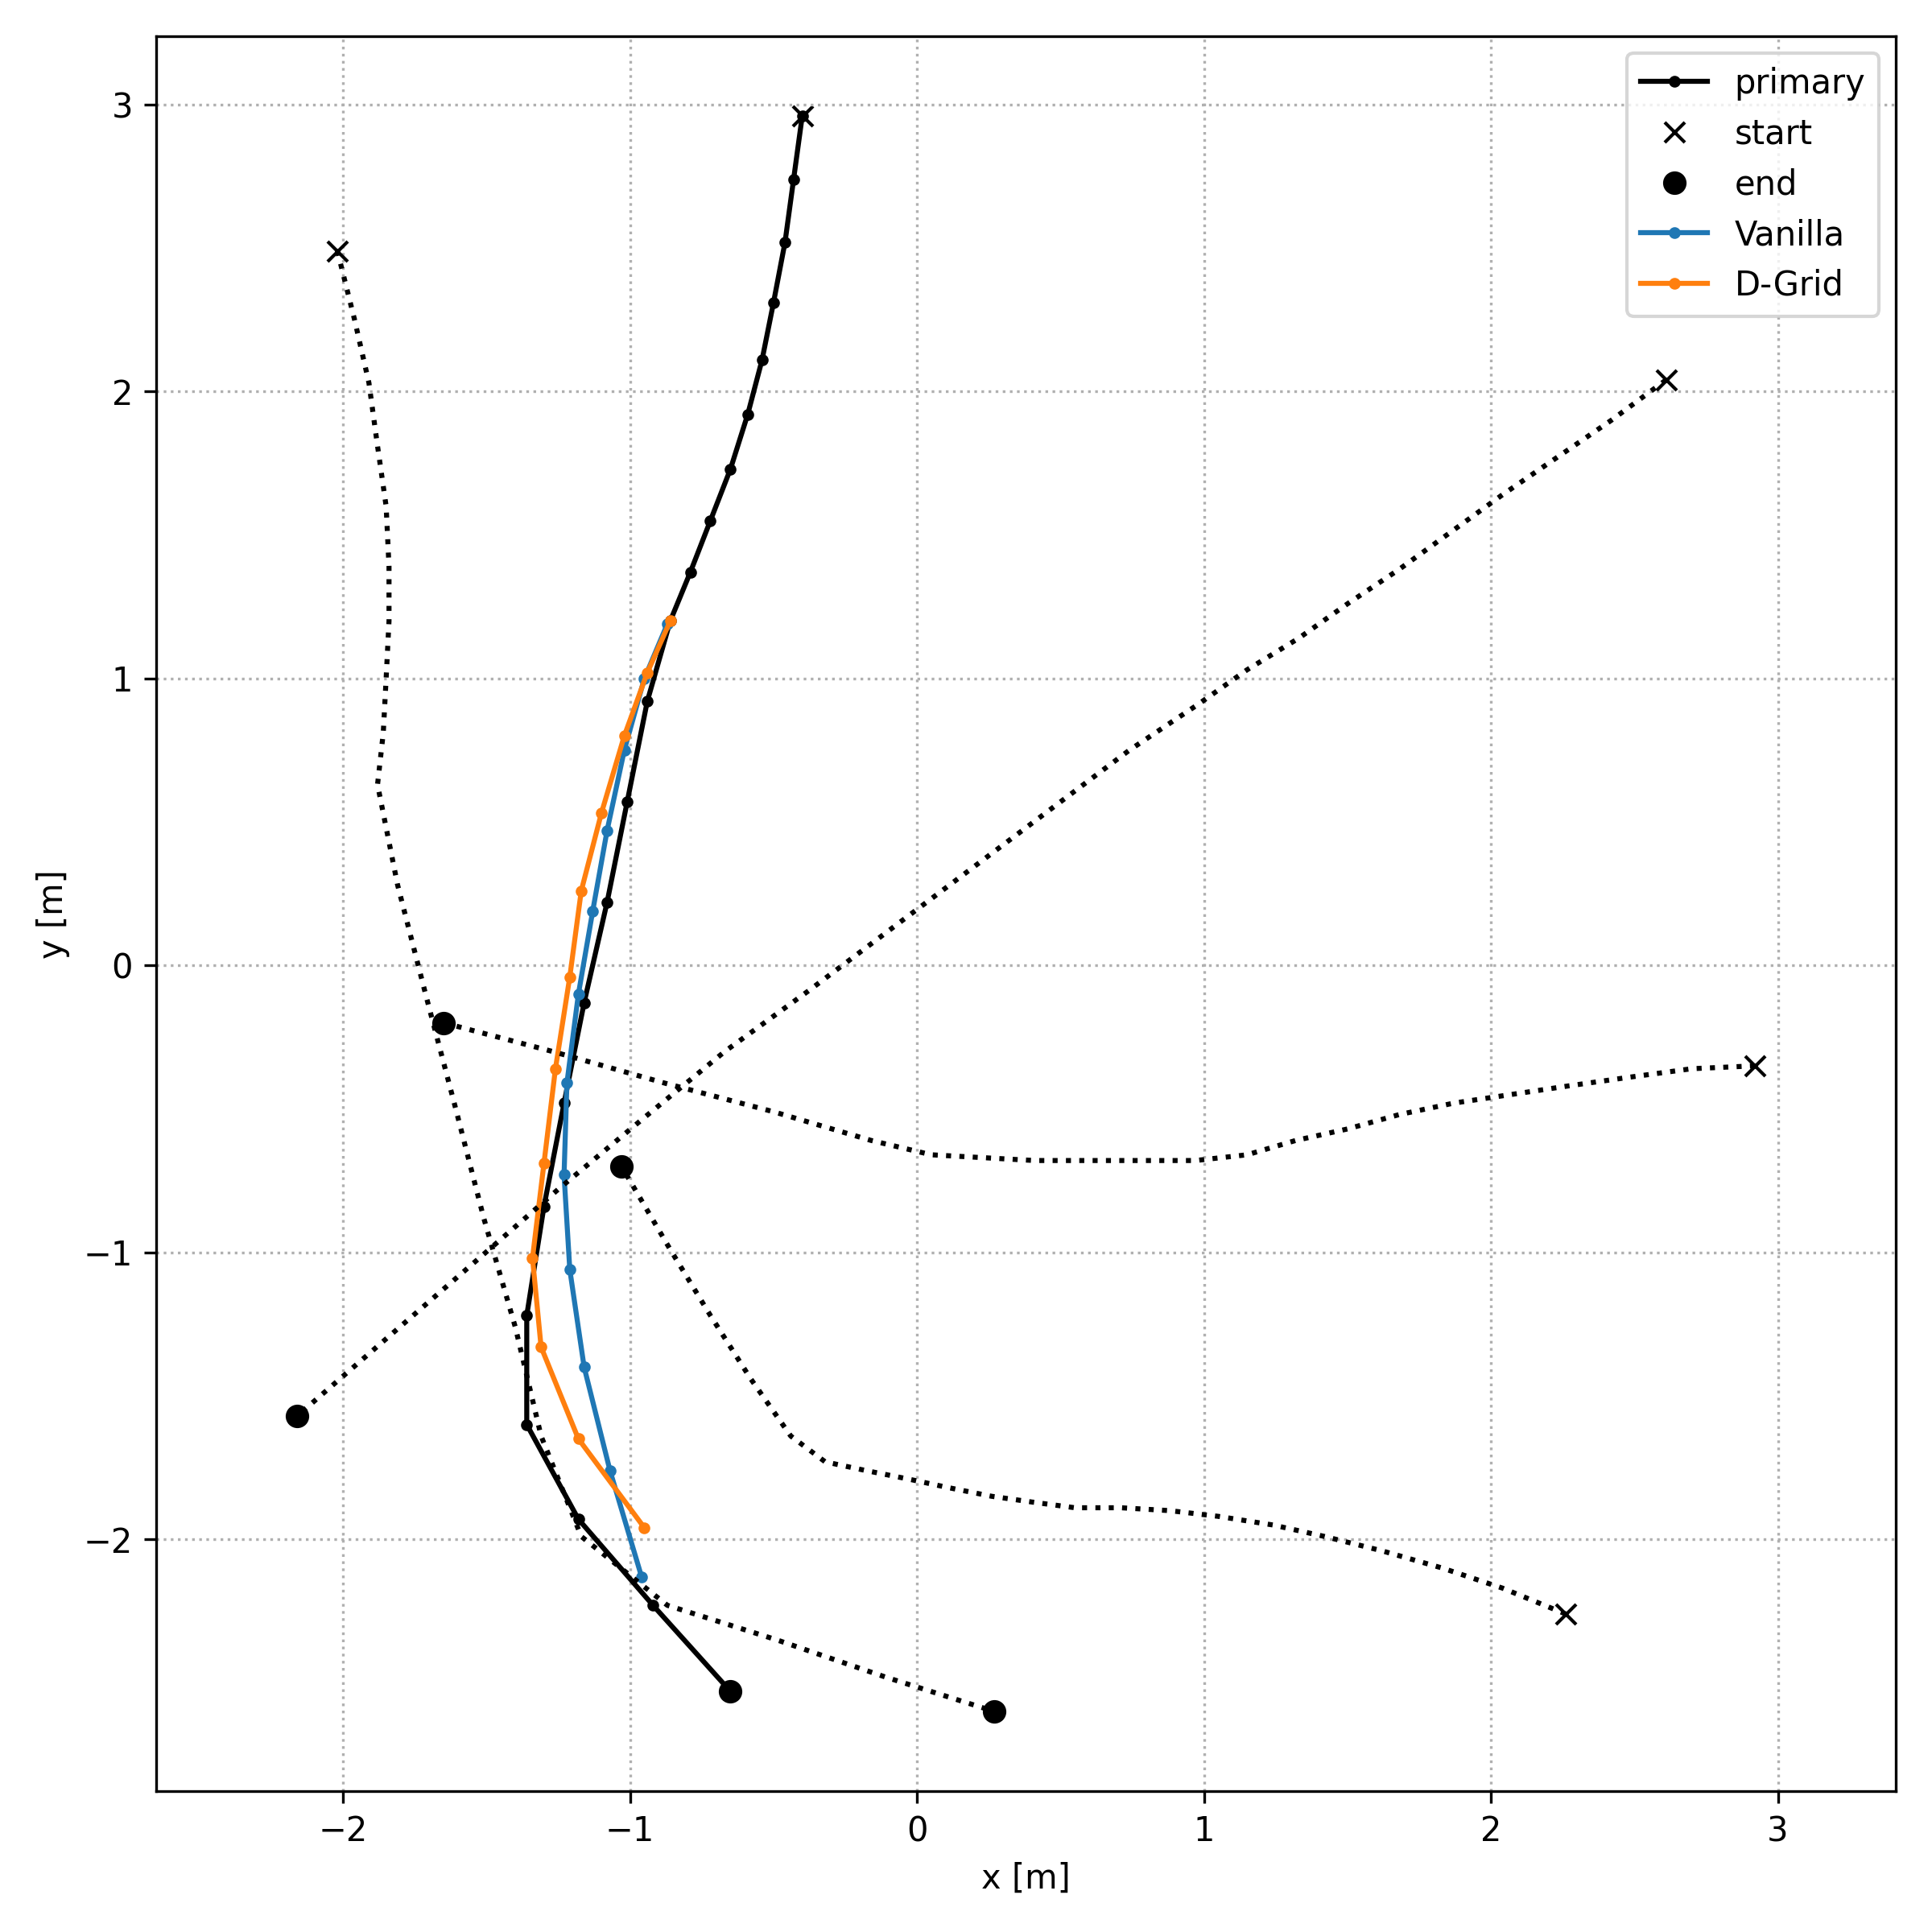 primary
start
end
Vanilla
D-Grid
3
2
1
0
−1
−2
y [m]
−2 −1 0 1 2 3
x [m]